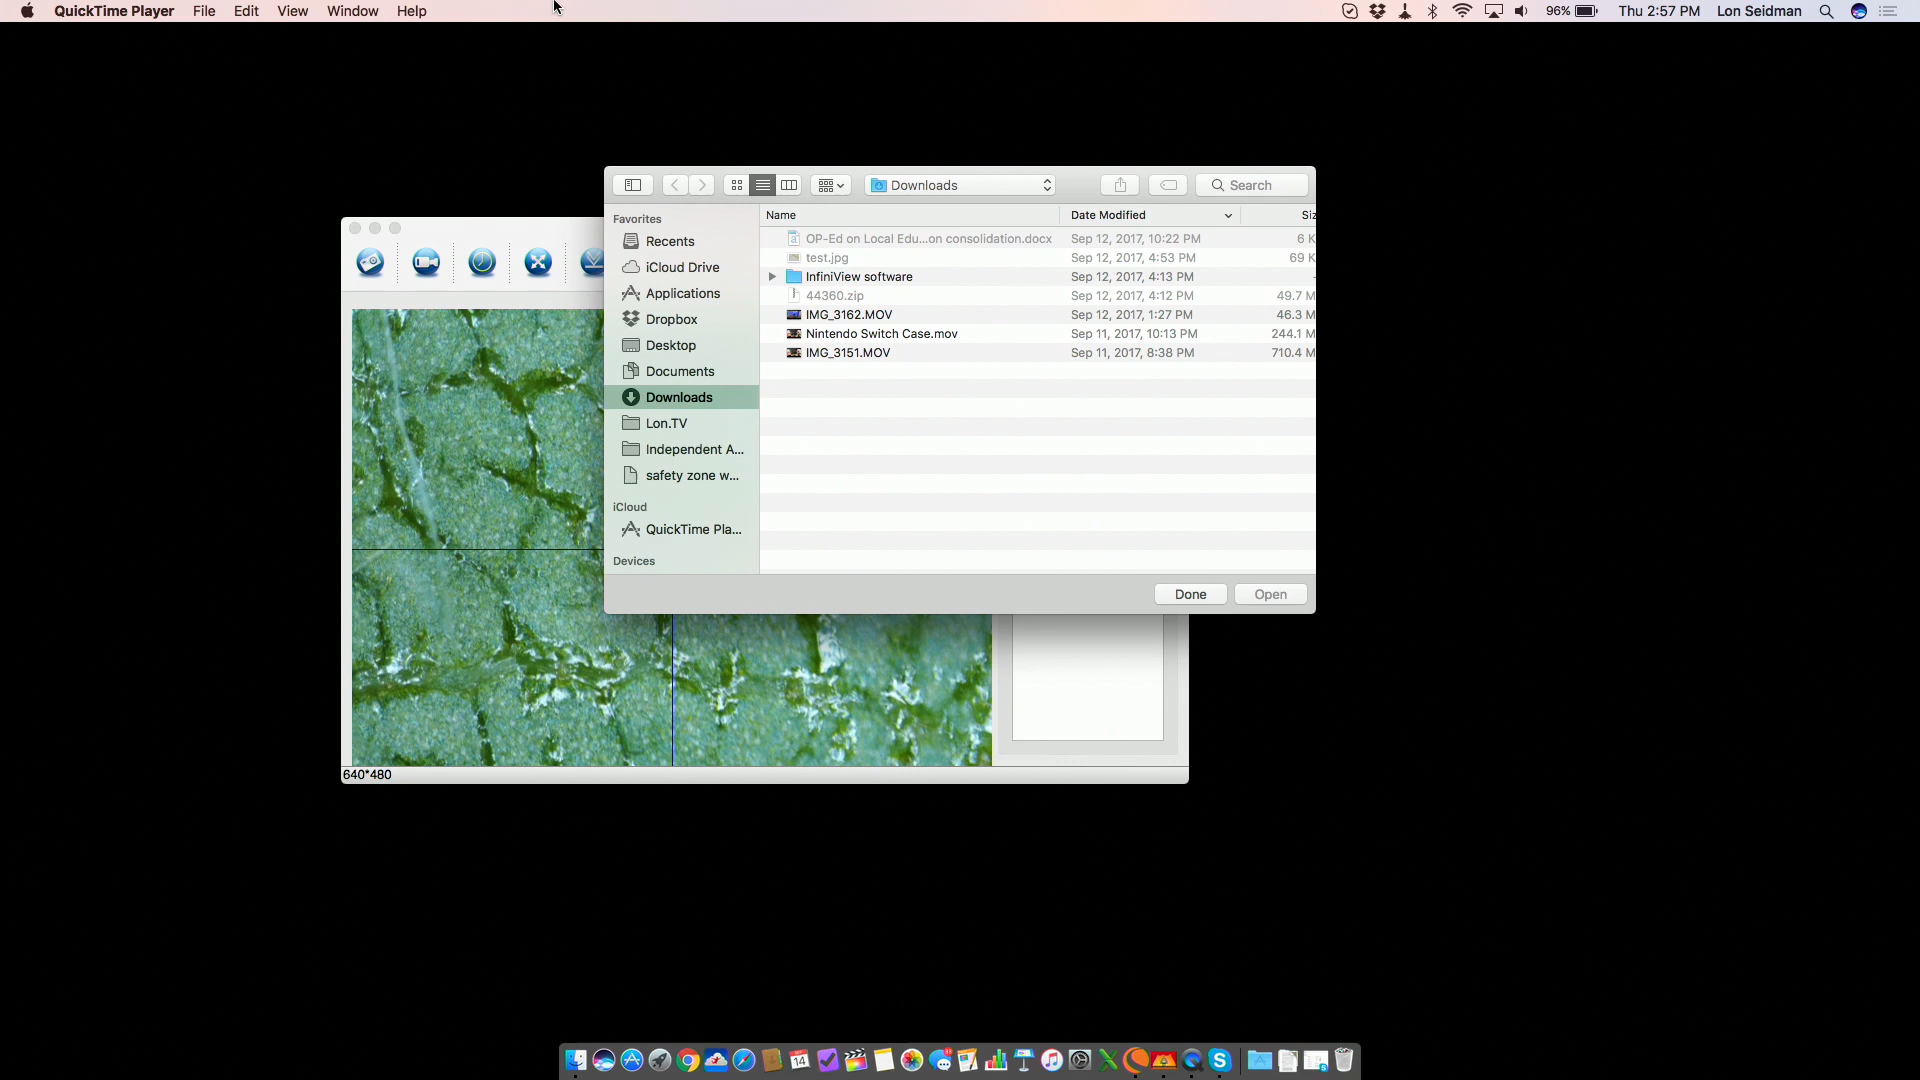 QuickTime Player File Edit View Window Help 96% Thu 2:57 PM Lon Seidman
Downloads Search
Favorites
Recents
iCloud Drive
Applications
Dropbox
Desktop
Documents
Downloads
Lon.TV
Independent A...
safety zone w...
iCloud
QuickTime Pla...
Devices
Name Date Modified Siz
OP-Ed on Local Edu...on consolidation.docx Sep 12, 2017, 10:22 PM 6 K
test.jpg Sep 12, 2017, 4:53 PM 69 K
InfiniView software Sep 12, 2017, 4:13 PM -
44360.zip Sep 12, 2017, 4:12 PM 49.7 M
IMG_3162.MOV Sep 12, 2017, 1:27 PM 46.3 M
Nintendo Switch Case.mov Sep 11, 2017, 10:13 PM 244.1 M
IMG_3151.MOV Sep 11, 2017, 8:38 PM 710.4 M
Done Open
640*480
14